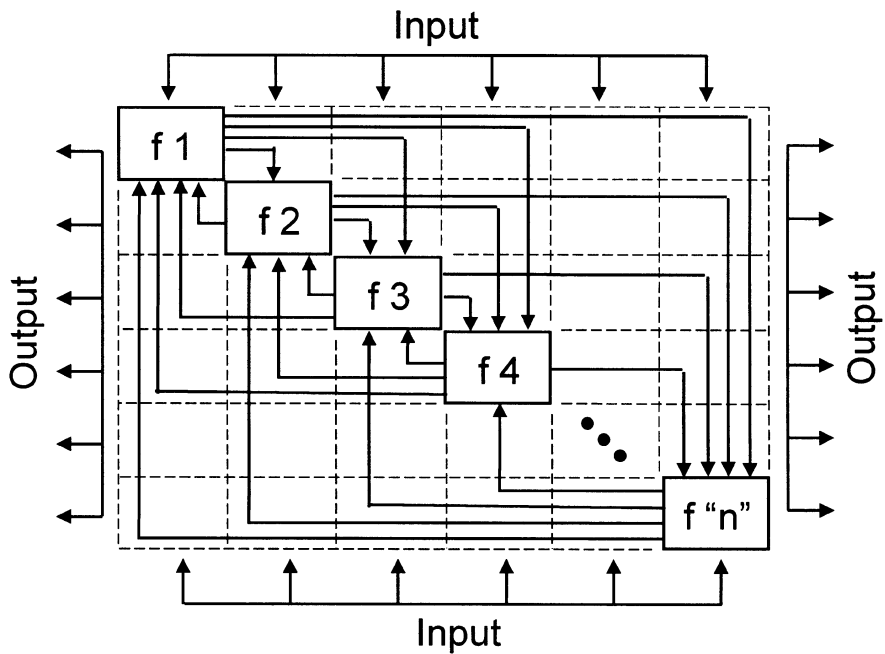 Input
f 1
f 2
f 3
f 4
f “n”
Output
Output
Input